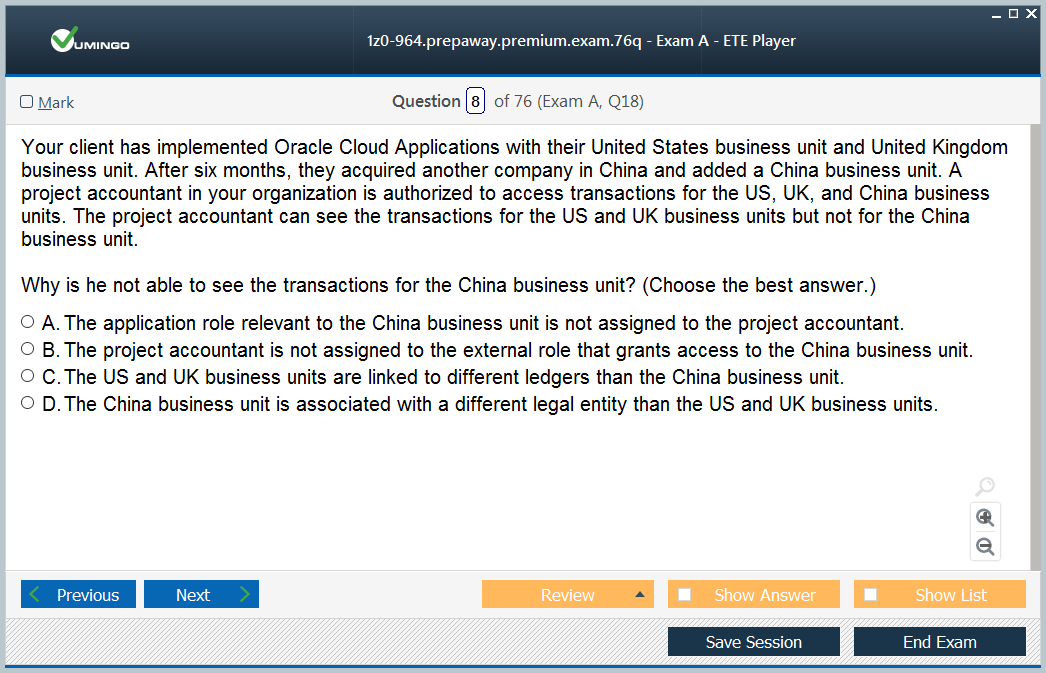 VUMINGO
1z0-964.prepaway.premium.exam.76q - Exam A - ETE Player
Mark
Question 8 of 76 (Exam A, Q18)
Your client has implemented Oracle Cloud Applications with their United States business unit and United Kingdom
business unit. After six months, they acquired another company in China and added a China business unit. A
project accountant in your organization is authorized to access transactions for the US, UK, and China business
units. The project accountant can see the transactions for the US and UK business units but not for the China
business unit.
Why is he not able to see the transactions for the China business unit? (Choose the best answer.)
A. The application role relevant to the China business unit is not assigned to the project accountant.
B. The project accountant is not assigned to the external role that grants access to the China business unit.
C. The US and UK business units are linked to different ledgers than the China business unit.
D. The China business unit is associated with a different legal entity than the US and UK business units.
Previous
Next
Review
Show Answer
Show List
Save Session
End Exam